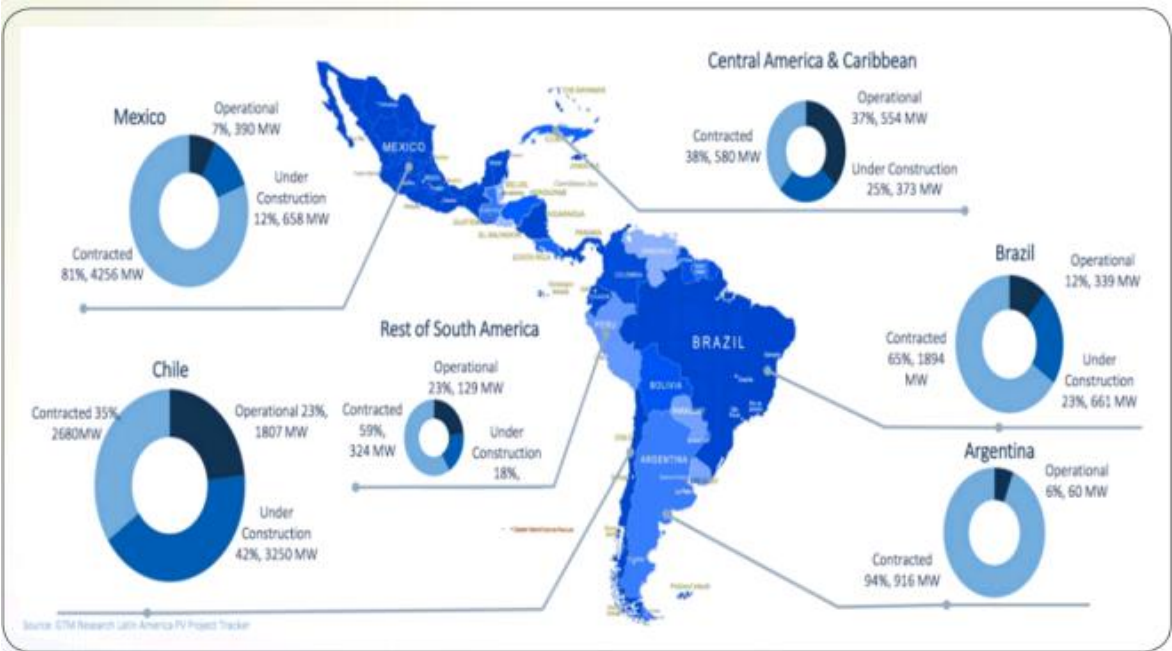 Central America & Caribbean
Operational
37%, 554 MW
Contracted
38%, 580 MW
Under Construction
25%, 373 MW
Mexico
Operational
7%, 390 MW
Under
Construction
12%, 658 MW
Contracted
81%, 4256 MW
MEXICO
Brazil
Operational
12%, 339 MW
Contracted
65%, 1894
MW
Under
Construction
23%, 661 MW
Rest of South America
Operational
23%, 129 MW
Contracted
59%,
324 MW
Under
Construction
18%,
Chile
Contracted 35%,
2680MW
Operational 23%,
1807 MW
Under
Construction
42%, 3250 MW
COLOMBIA
PERU
BRAZIL
BOLIVIA
ARGENTINA
Argentina
Operational
6%, 60 MW
Contracted
94%, 916 MW
Source: GTM Research Latin America PV Project Tracker